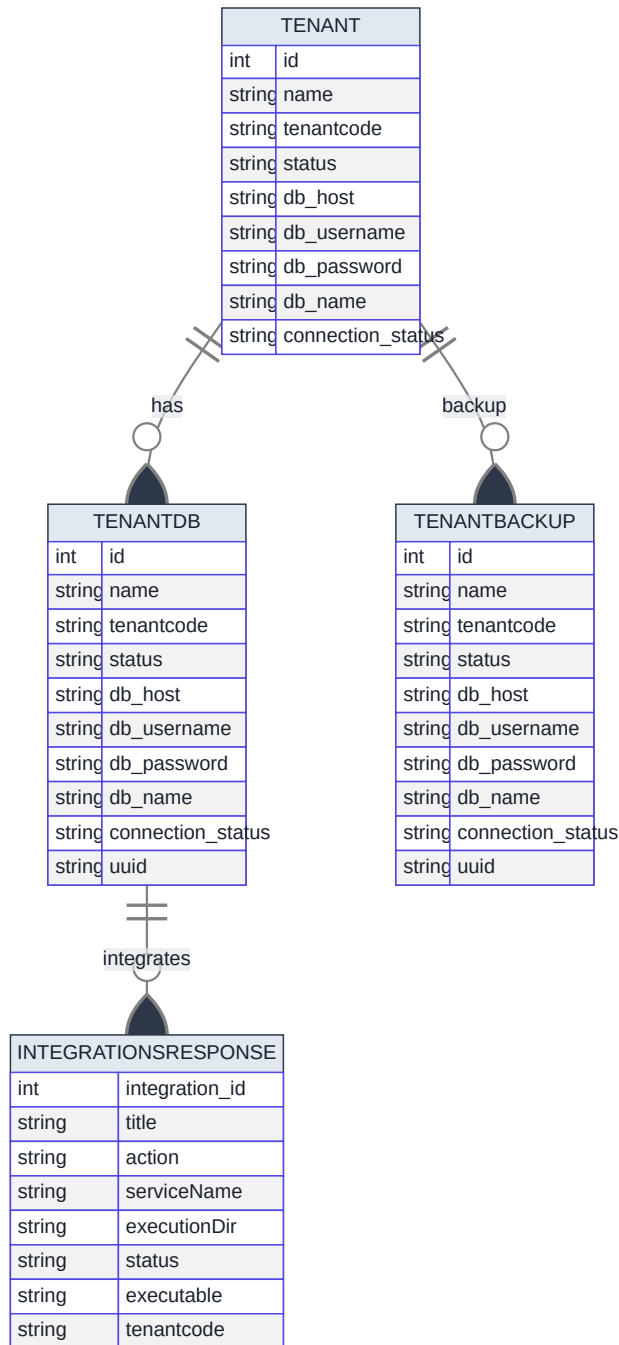 TENANT
int id
string name
string tenantcode
string status
string db_host
string db_username
string db_password
string db_name
string connection_status
has
backup
TENANTDB
int id
string name
string tenantcode
string status
string db_host
string db_username
string db_password
string db_name
string connection_status
string uuid
TENANTBACKUP
int id
string name
string tenantcode
string status
string db_host
string db_username
string db_password
string db_name
string connection_status
string uuid
integrates
INTEGRATIONSRESPONSE
int integration_id
string title
string action
string serviceName
string executionDir
string status
string executable
string tenantcode